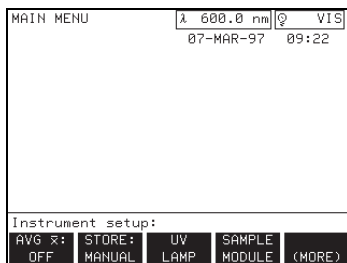 MAIN MENU λ 600.0 nm VIS
07-MAR-97 09:22
Instrument setup:
AVG x̅: STORE: UV SAMPLE
OFF MANUAL LAMP MODULE (MORE)